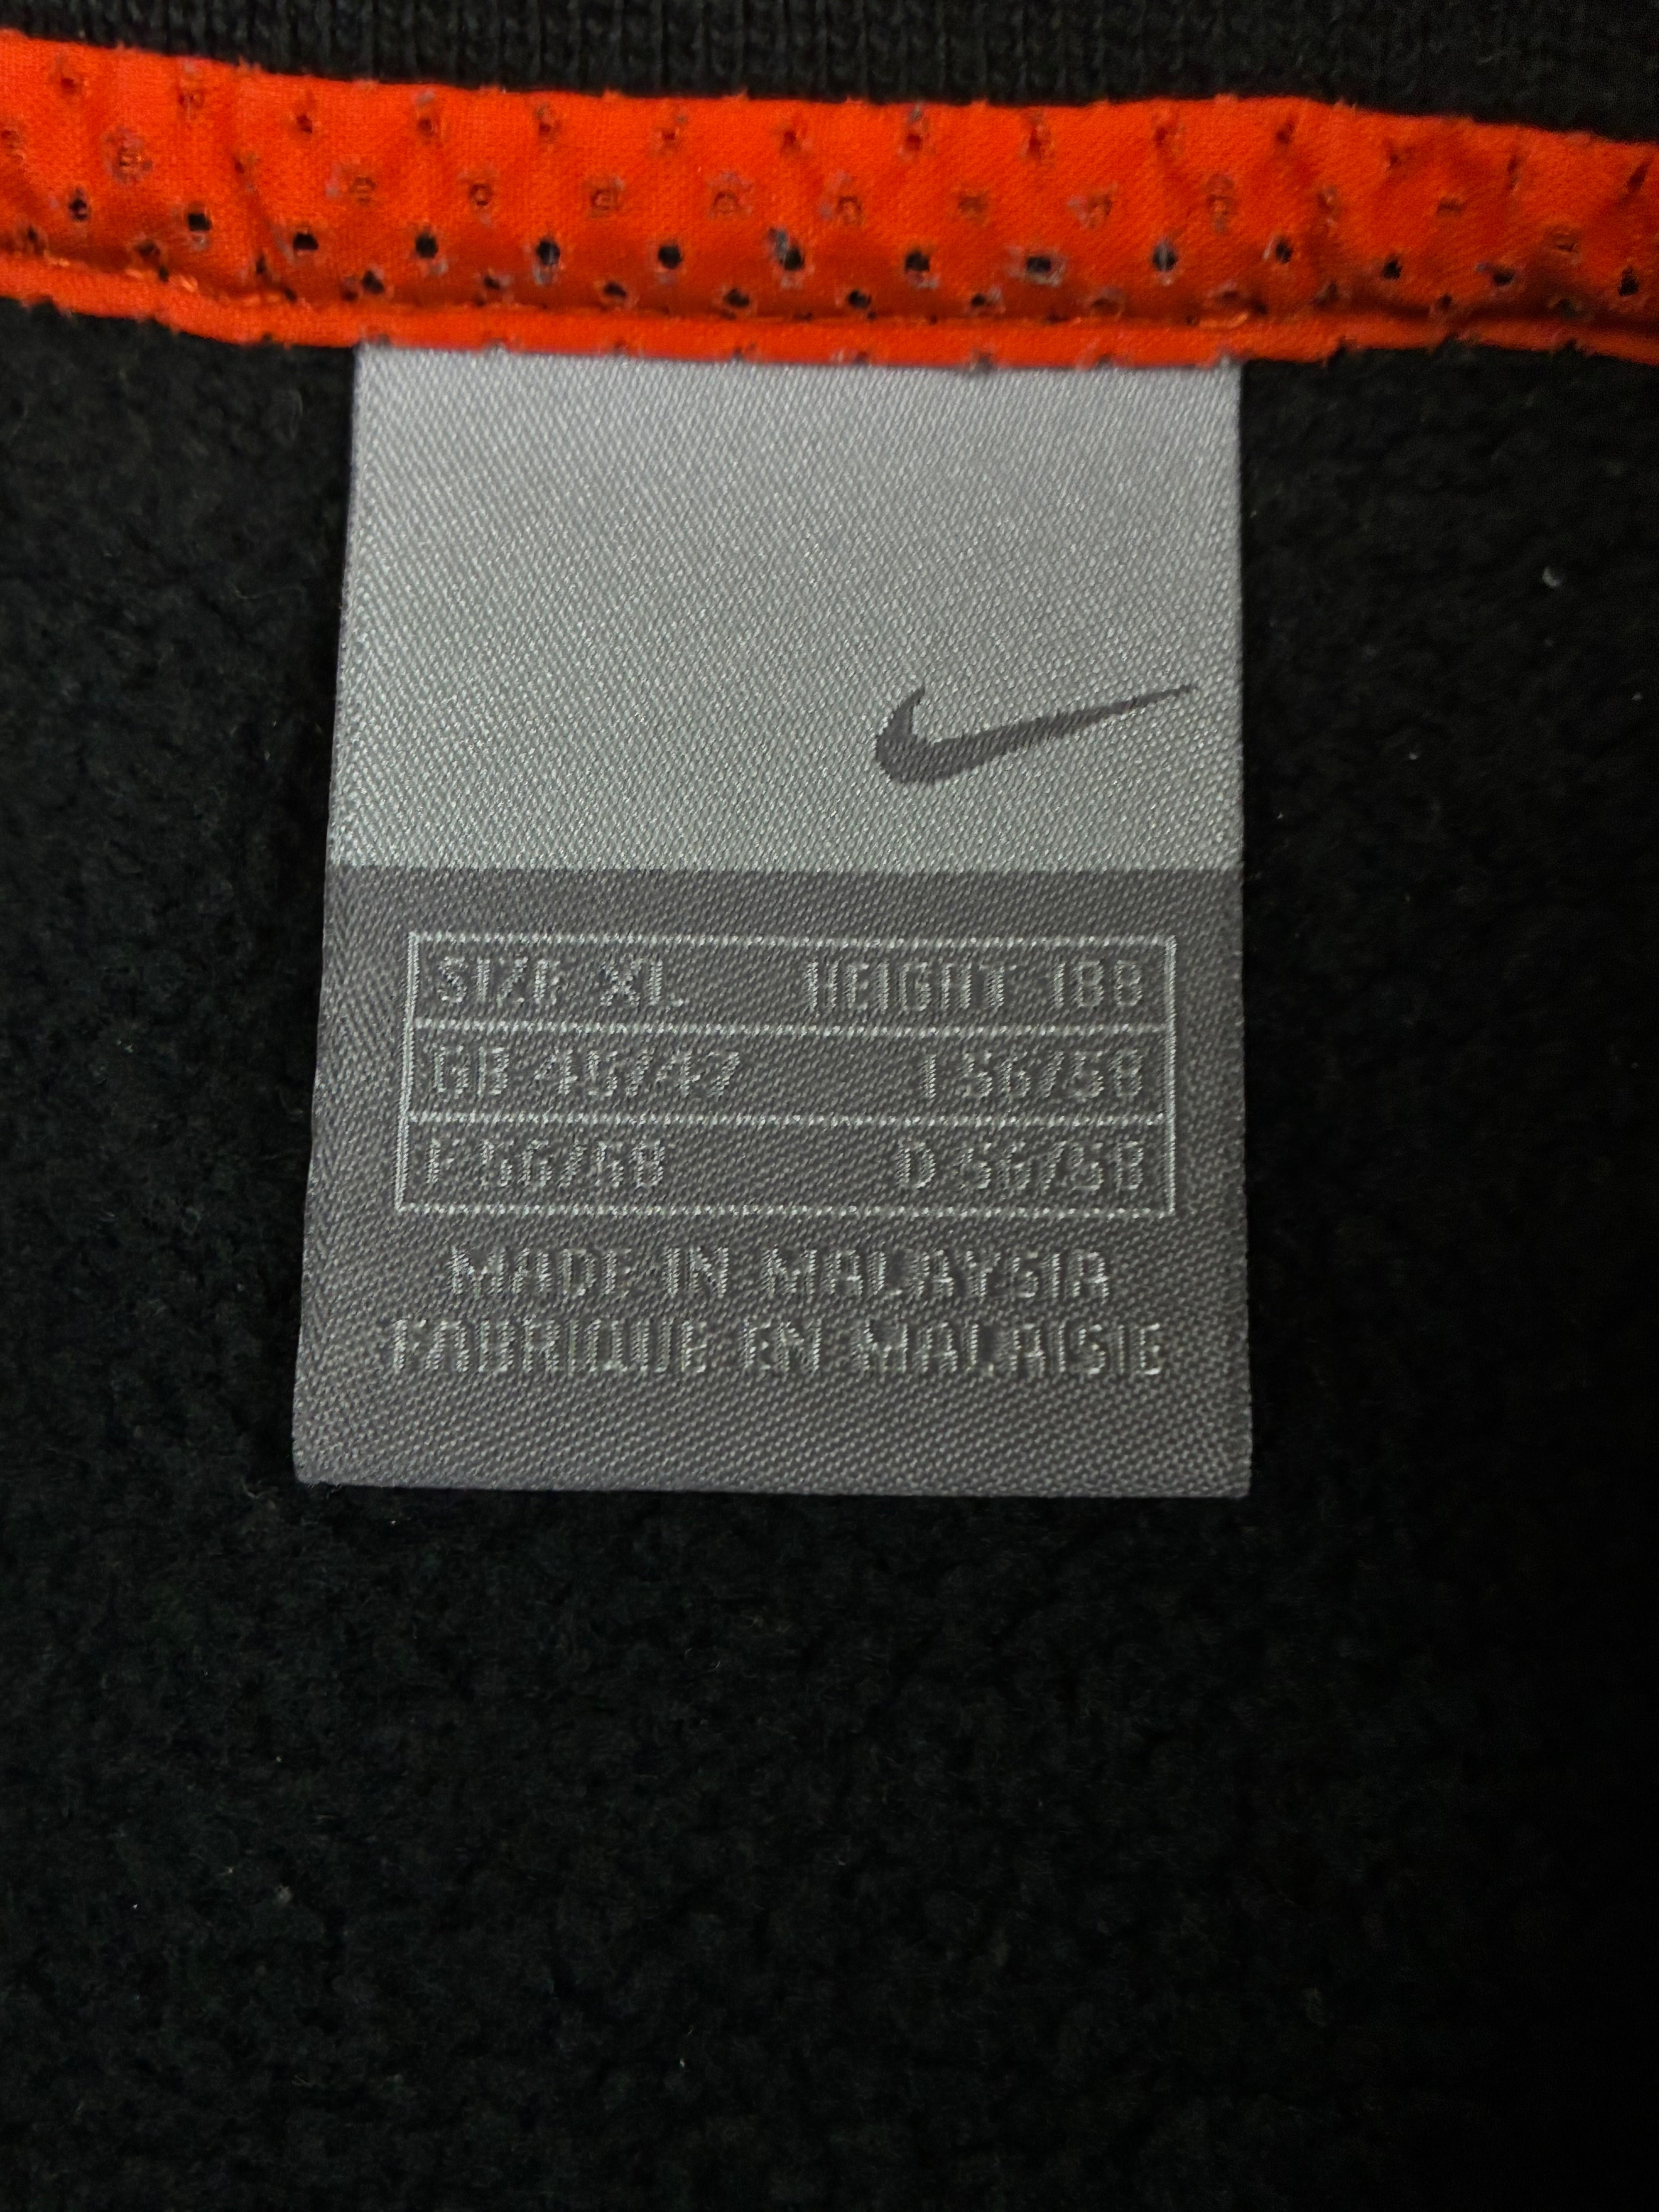 SIZE XL HEIGHT 188
GB 45/47 I 56/58
F 56/58 D 56/58
MADE IN MALAYSIA
FABRIQUE EN MALAISIE